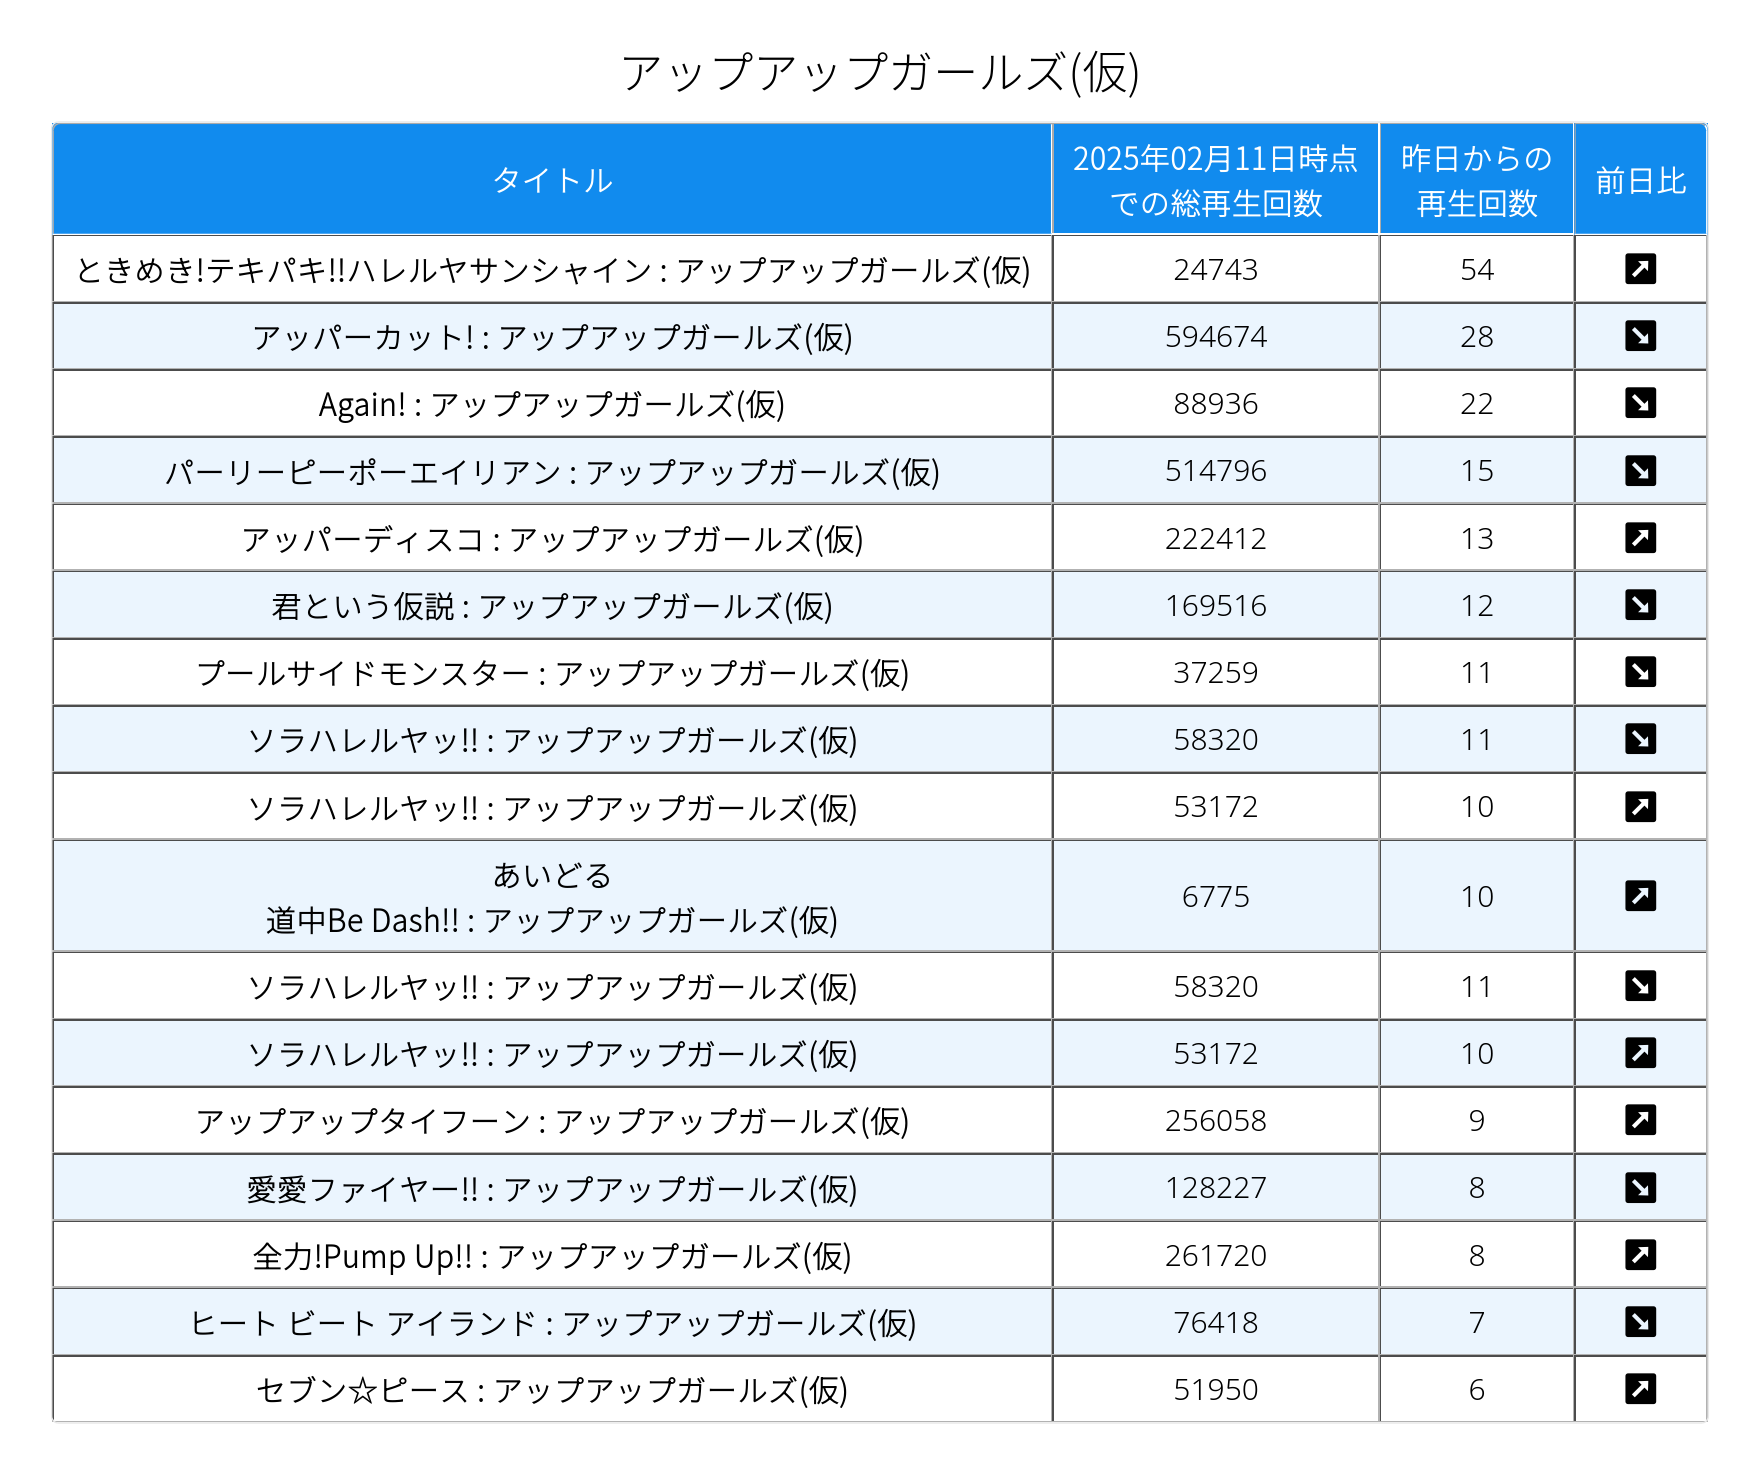 アップアップガールズ(仮)
タイトル
2025年02月11日時点
での総再生回数
昨日からの
再生回数
前日比
ときめき!テキパキ!!ハレルヤサンシャイン : アップアップガールズ(仮) 24743 54
アッパーカット! : アップアップガールズ(仮) 594674 28
Again! : アップアップガールズ(仮) 88936 22
パーリーピーポーエイリアン : アップアップガールズ(仮) 514796 15
アッパーディスコ : アップアップガールズ(仮) 222412 13
君という仮説 : アップアップガールズ(仮) 169516 12
プールサイドモンスター : アップアップガールズ(仮) 37259 11
ソラハレルヤッ!! : アップアップガールズ(仮) 58320 11
ソラハレルヤッ!! : アップアップガールズ(仮) 53172 10
あいどる
道中Be Dash!! : アップアップガールズ(仮) 6775 10
ソラハレルヤッ!! : アップアップガールズ(仮) 58320 11
ソラハレルヤッ!! : アップアップガールズ(仮) 53172 10
アップアップタイフーン : アップアップガールズ(仮) 256058 9
愛愛ファイヤー!! : アップアップガールズ(仮) 128227 8
全力!Pump Up!! : アップアップガールズ(仮) 261720 8
ヒート ビート アイランド : アップアップガールズ(仮) 76418 7
セブン☆ピース : アップアップガールズ(仮) 51950 6